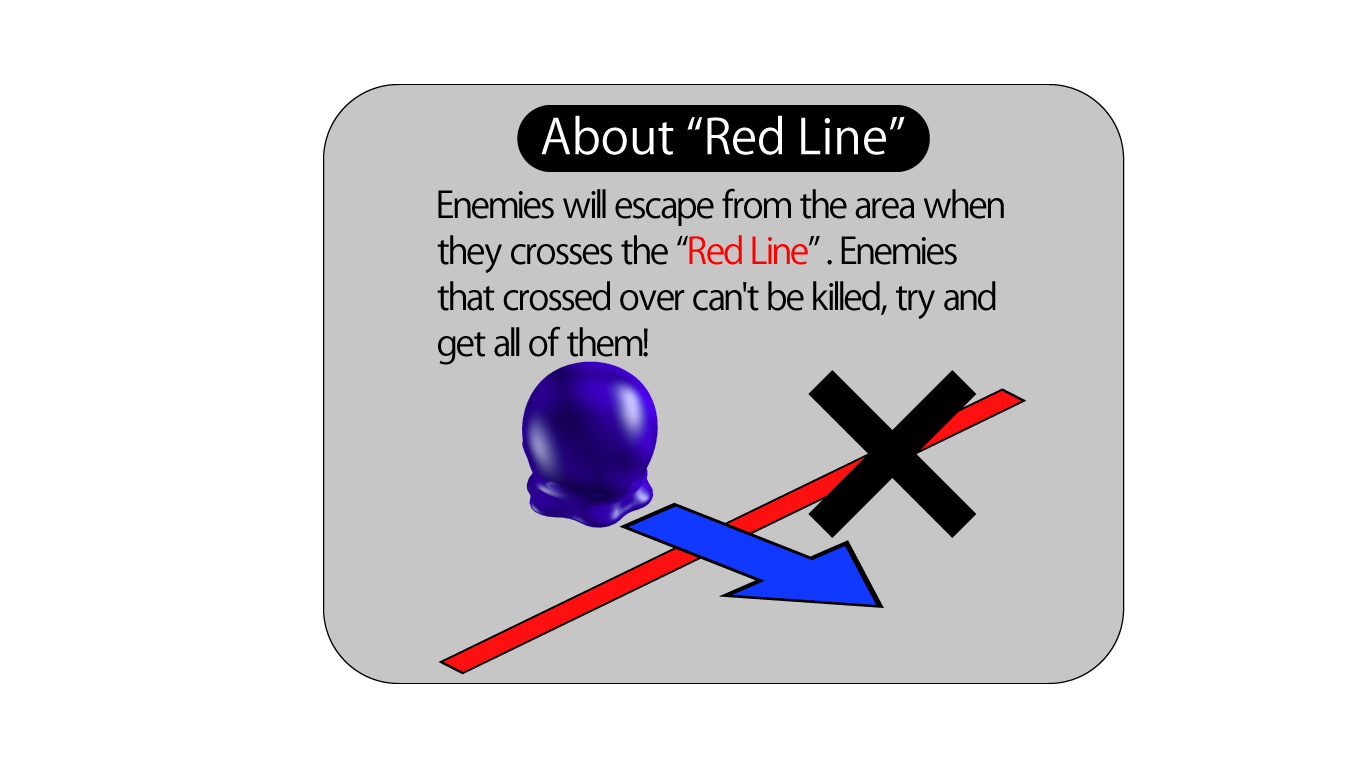 About “Red Line”
Enemies will escape from the area when
they crosses the “Red Line” . Enemies
that crossed over can't be killed, try and
get all of them!